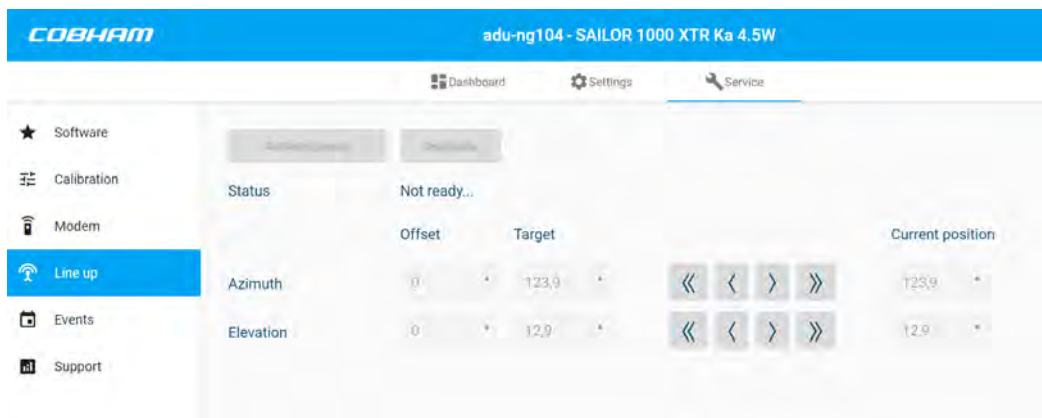 COBHAM
adu-ng104 - SAILOR 1000 XTR Ka 4.5W
Dashboard Settings Service
Software
Calibration
Modem
Line up
Events
Support
Status Not ready...
Offset Target Current position
Azimuth 0 ° 123,9 ° 123,9 °
Elevation 0 ° 12,9 ° 12,9 °